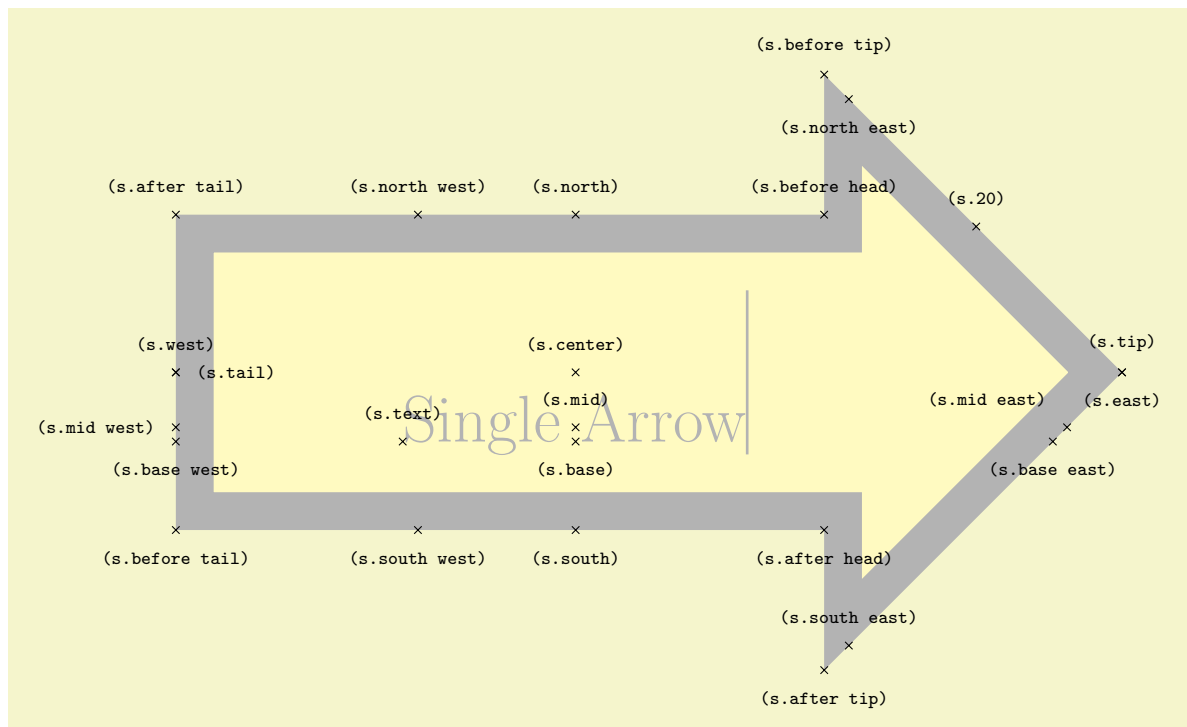 (s.before tip)
(s.north east)
(s.after tail)
(s.north west)
(s.north)
(s.before head)
(s.20)
(s.west)
(s.center)
(s.tip)
(s.tail)
(s.mid)
(s.mid east)
(s.east)
(s.text)
Single Arrow
(s.mid west)
(s.base west)
(s.base)
(s.base east)
(s.before tail)
(s.south west)
(s.south)
(s.after head)
(s.south east)
(s.after tip)